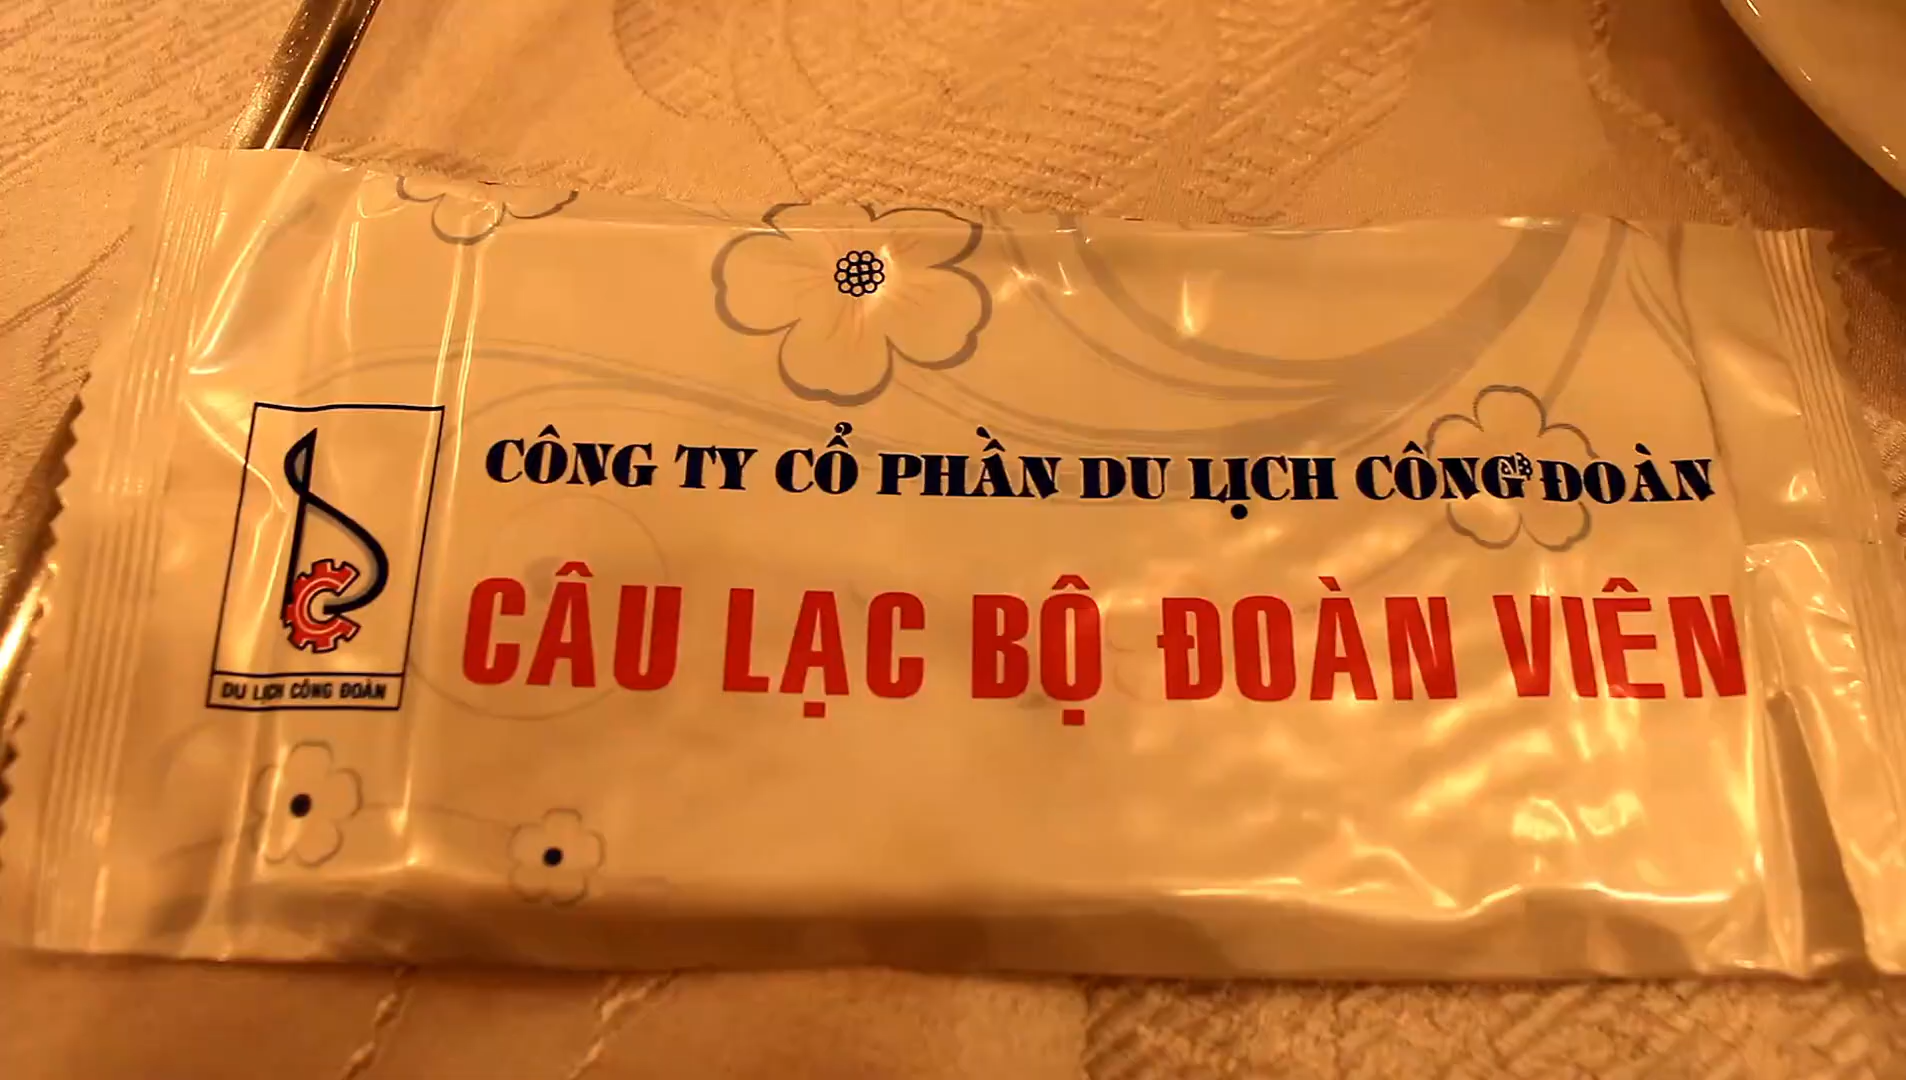 CÔNG TY CỔ PHẦN DU LỊCH CÔNG ĐOÀN
CÂU LẠC BỘ ĐOÀN VIÊN
DU LỊCH CÔNG ĐOÀN